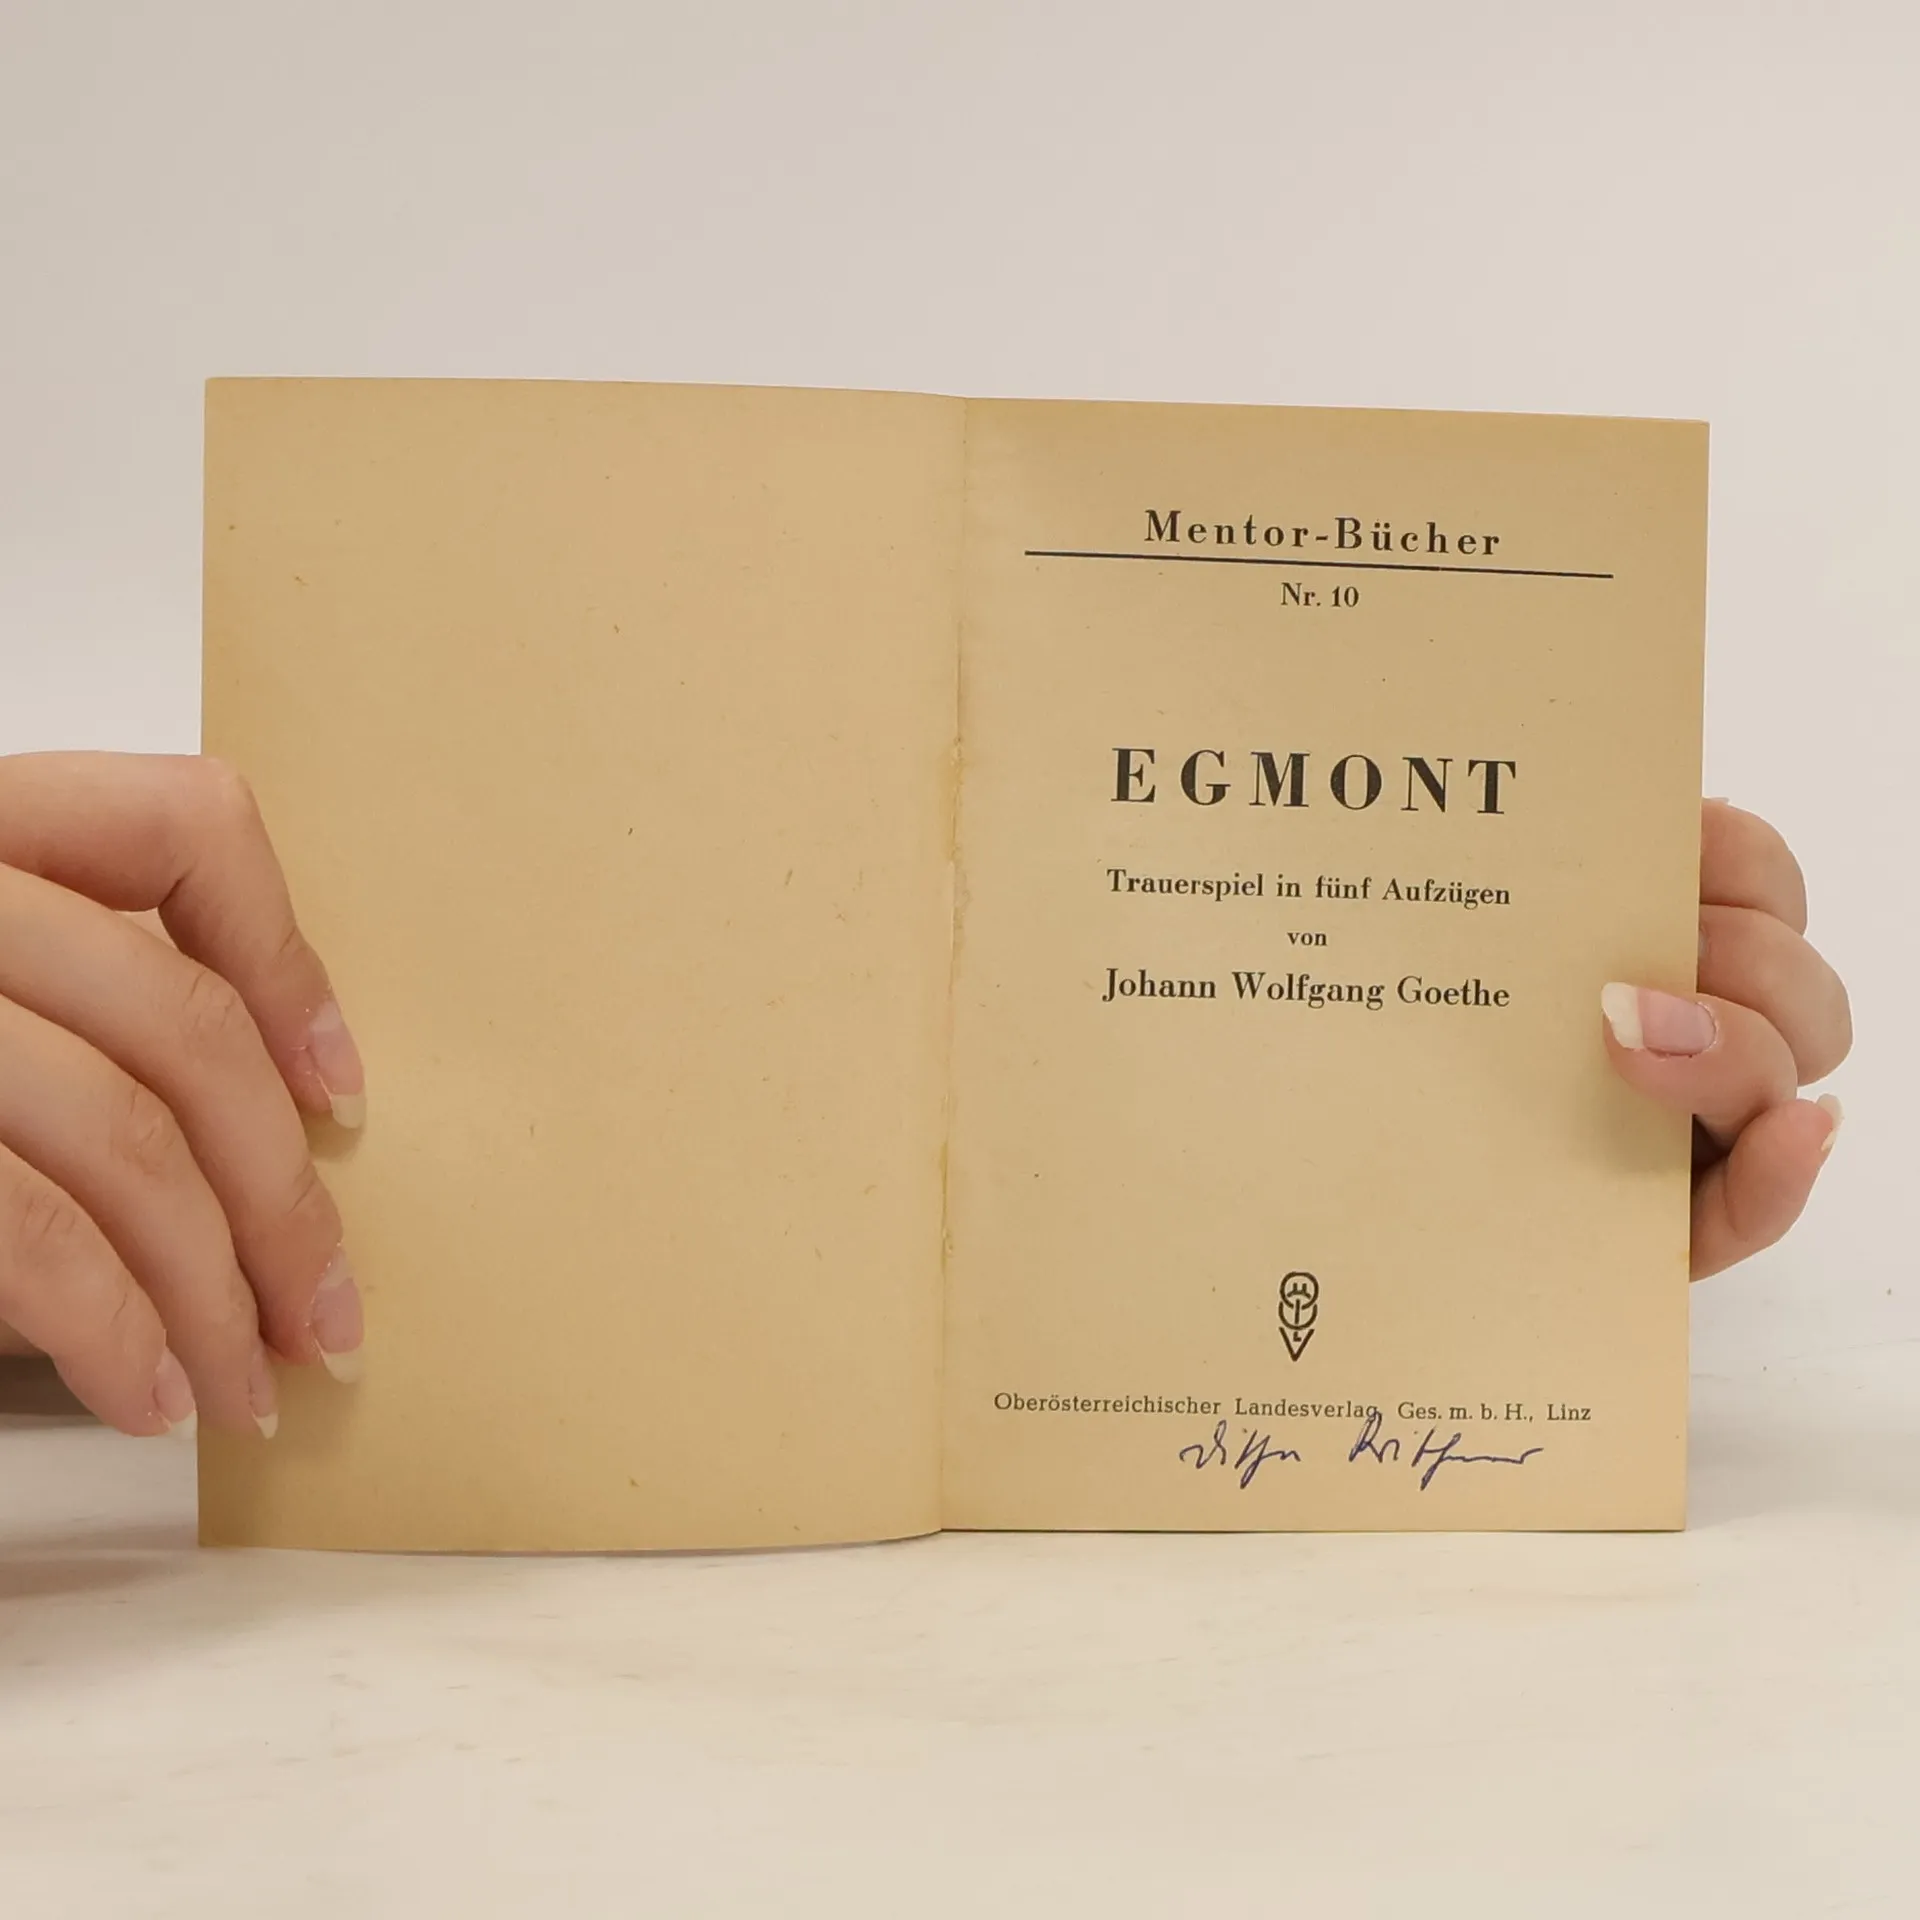 Mentor-Bücher
Nr. 10
EGMONT
Trauerspiel in fünf Aufzügen
von
Johann Wolfgang Goethe
Oberösterreichischer Landesverlag, Ges. m. b. H., Linz